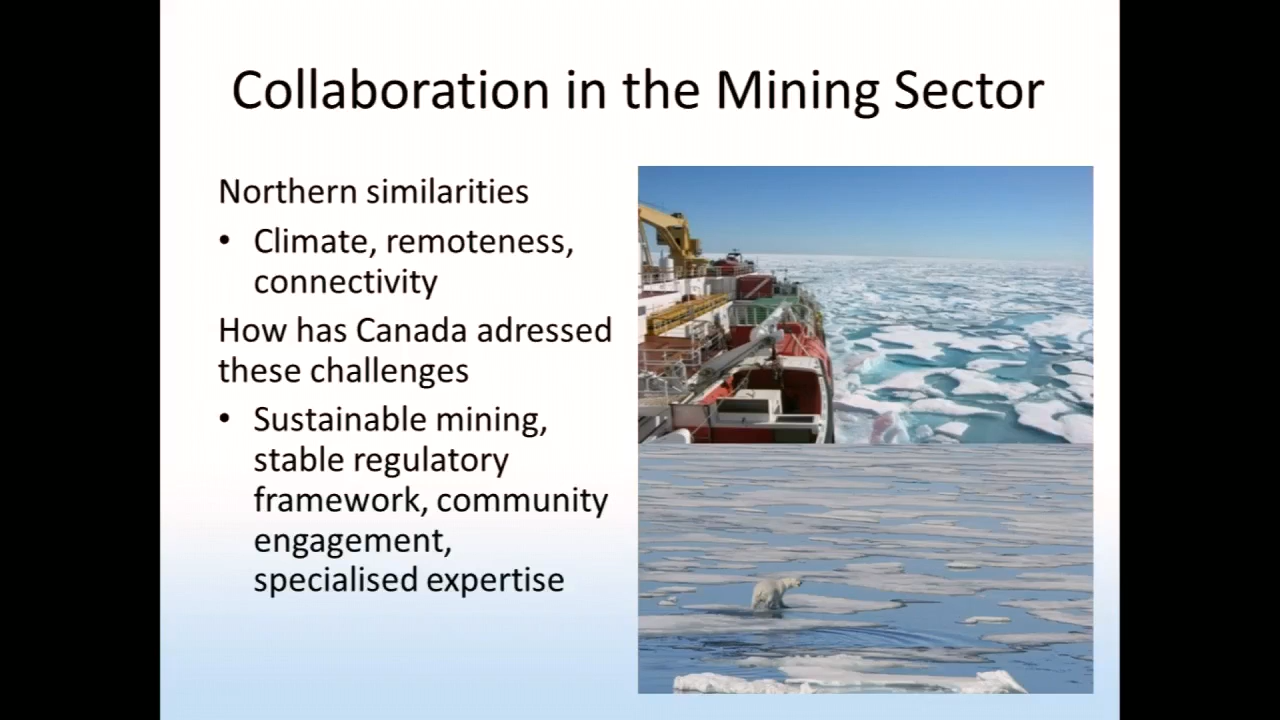 Collaboration in the Mining Sector
Northern similarities
• Climate, remoteness,
connectivity
How has Canada adressed
these challenges
• Sustainable mining,
stable regulatory
framework, community
engagement,
specialised expertise